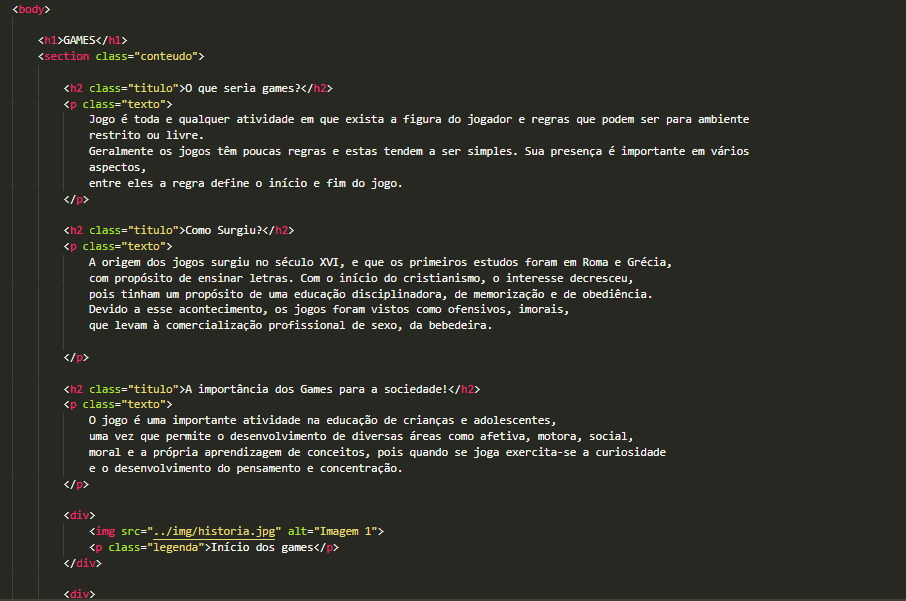 <body>
<h1>GAMES</h1>
<section class="conteudo">
<h2 class="titulo">O que seria games?</h2>
<p class="texto">
Jogo é toda e qualquer atividade em que exista a figura do jogador e regras que podem ser para ambiente
restrito ou livre.
Geralmente os jogos têm poucas regras e estas tendem a ser simples. Sua presença é importante em vários
aspectos,
entre eles a regra define o início e fim do jogo.
</p>
<h2 class="titulo">Como Surgiu?</h2>
<p class="texto">
A origem dos jogos surgiu no século XVI, e que os primeiros estudos foram em Roma e Grécia,
com propósito de ensinar letras. Com o início do cristianismo, o interesse decresceu,
pois tinham um propósito de uma educação disciplinadora, de memorização e de obediência.
Devido a esse acontecimento, os jogos foram vistos como ofensivos, imorais,
que levam à comercialização profissional de sexo, da bebedeira.
</p>
<h2 class="titulo">A importância dos Games para a sociedade!</h2>
<p class="texto">
O jogo é uma importante atividade na educação de crianças e adolescentes,
uma vez que permite o desenvolvimento de diversas áreas como afetiva, motora, social,
moral e a própria aprendizagem de conceitos, pois quando se joga exercita-se a curiosidade
e o desenvolvimento do pensamento e concentração.
</p>
<div>
<img src="../img/historia.jpg" alt="Imagem 1">
<p class="legenda">Início dos games</p>
</div>
<div>